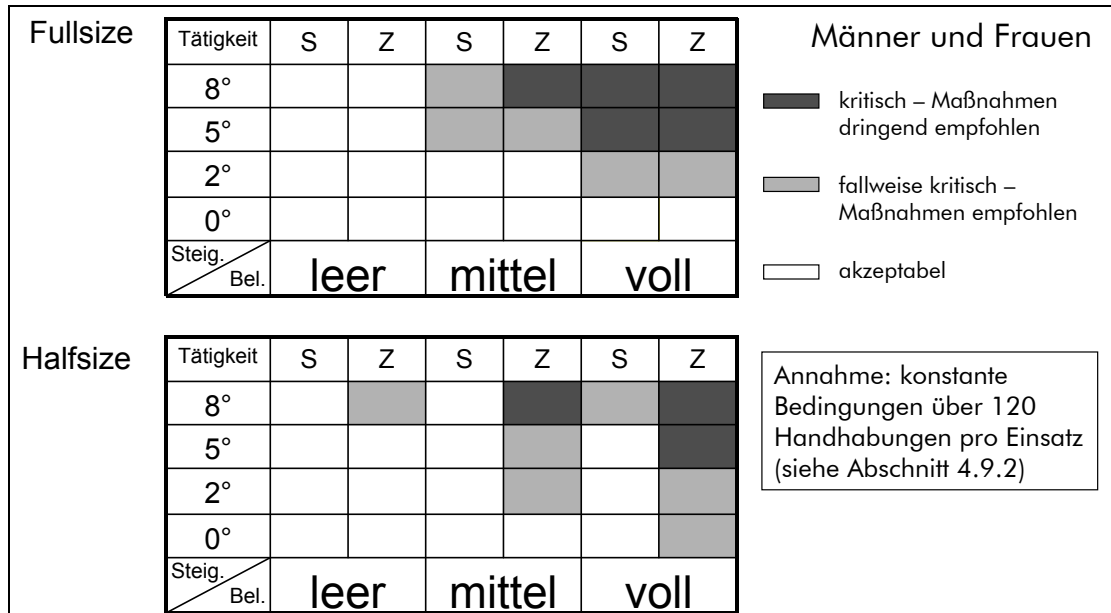 Fullsize
Tätigkeit S Z S Z S Z
8°
5°
2°
0°
Steig. Bel. leer mittel voll
Männer und Frauen
kritisch – Maßnahmen
dringend empfohlen
fallweise kritisch –
Maßnahmen empfohlen
akzeptabel
Halfsize
Tätigkeit S Z S Z S Z
8°
5°
2°
0°
Steig. Bel. leer mittel voll
Annahme: konstante
Bedingungen über 120
Handhabungen pro Einsatz
(siehe Abschnitt 4.9.2)